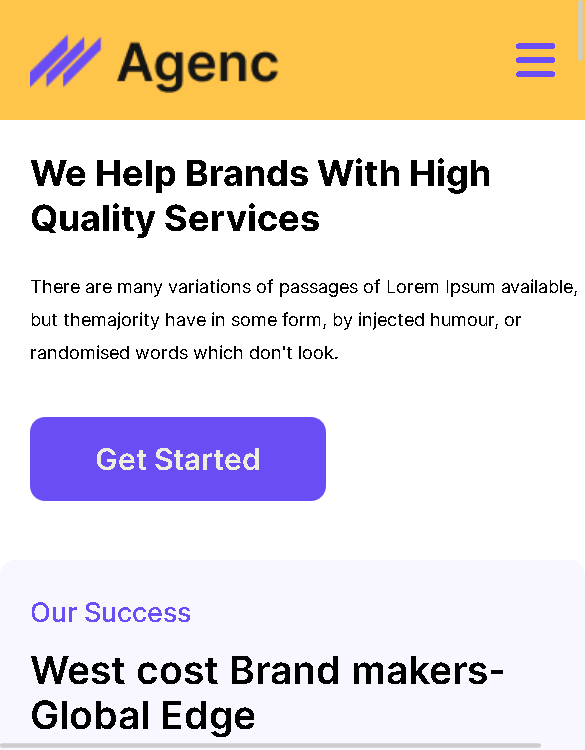 Agenc
We Help Brands With High
Quality Services
There are many variations of passages of Lorem Ipsum available,
but themajority have in some form, by injected humour, or
randomised words which don't look.
Get Started
Our Success
West cost Brand makers-
Global Edge